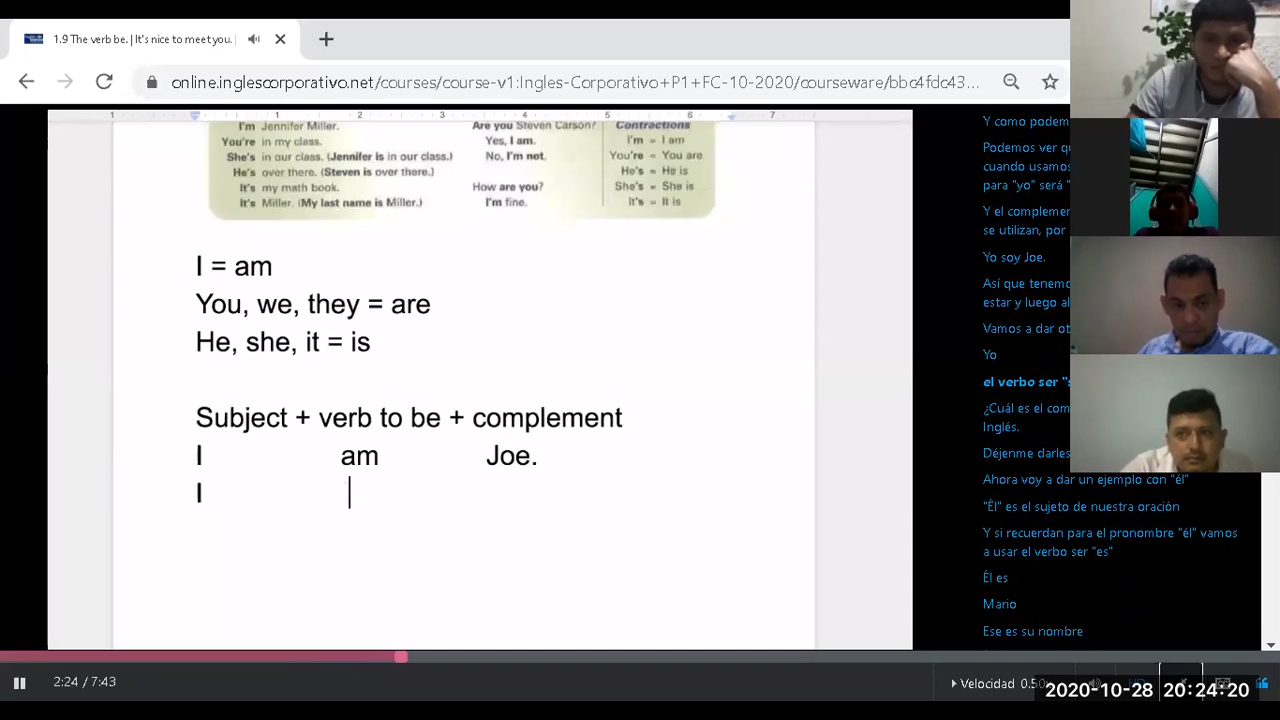 1.9 The verb be. | It's nice to meet you. |
online.inglescorporativo.net/courses/course-v1:Ingles-Corporativo+P1+FC-10-2020/courseware/bbc4fdc43...
1 1 2 3 4 5 6 7
I'm Jennifer Miller.
You're in my class.
She's in our class. (Jennifer is in our class.)
He's over there. (Steven is over there.)
It's my math book.
It's Miller. (My last name is Miller.)
Are you Steven Carson?
Yes, I am.
No, I'm not.
How are you?
I'm fine.
Contractions
I'm = I am
You're = You are
He's = He is
She's = She is
It's = It is
I = am
You, we, they = are
He, she, it = is
Subject + verb to be + complement
I am Joe.
I
Y como podem
Podemos ver qu
cuando usamos
para "yo" será "
Y el complemen
se utilizan, por
Yo soy Joe.
Así que tenemo
estar y luego al
Vamos a dar ot
Yo
el verbo ser "s
¿Cuál es el com
Inglés.
Déjenme darles
Ahora voy a dar un ejemplo con "él"
"Él" es el sujeto de nuestra oración
Y si recuerdan para el pronombre "él" vamos
a usar el verbo ser "es"
Él es
Mario
Ese es su nombre
2:24 / 7:43
Velocidad 0.50x
2020-10-28 20:24:20